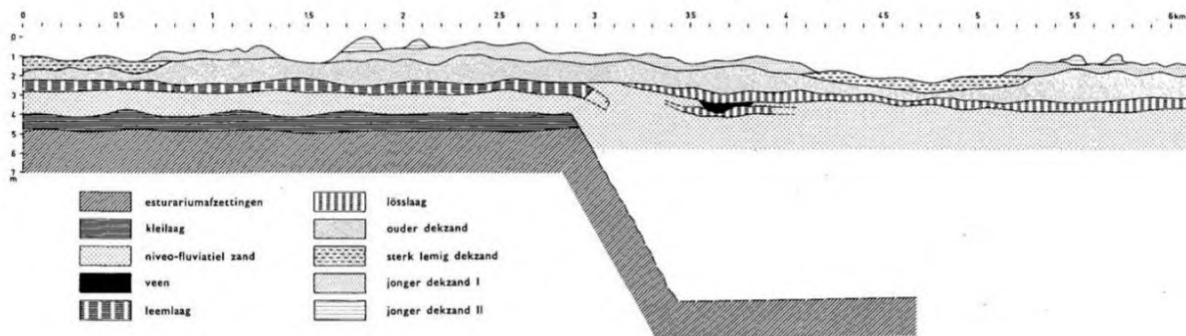 0 0.5 1 1.5 2 2.5 3 3.5 4 4.5 5 5.5 6km
0
1
2
3
4
5
6
7
m
esturariumafzettingen
kleilaag
niveo-fluviatiel zand
veen
leemlaag
lösslaag
ouder dekzand
sterk lemig dekzand
jonger dekzand I
jonger dekzand II